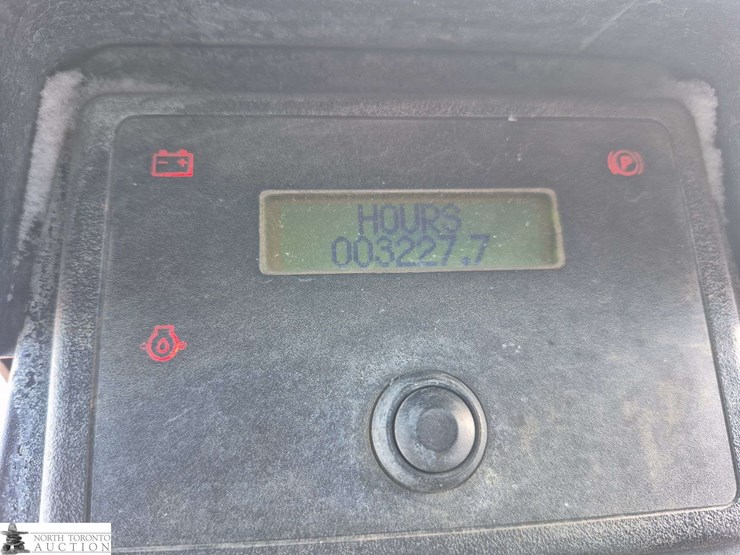 P
HOURS
003227.7
NORTH TORONTO
AUCTION